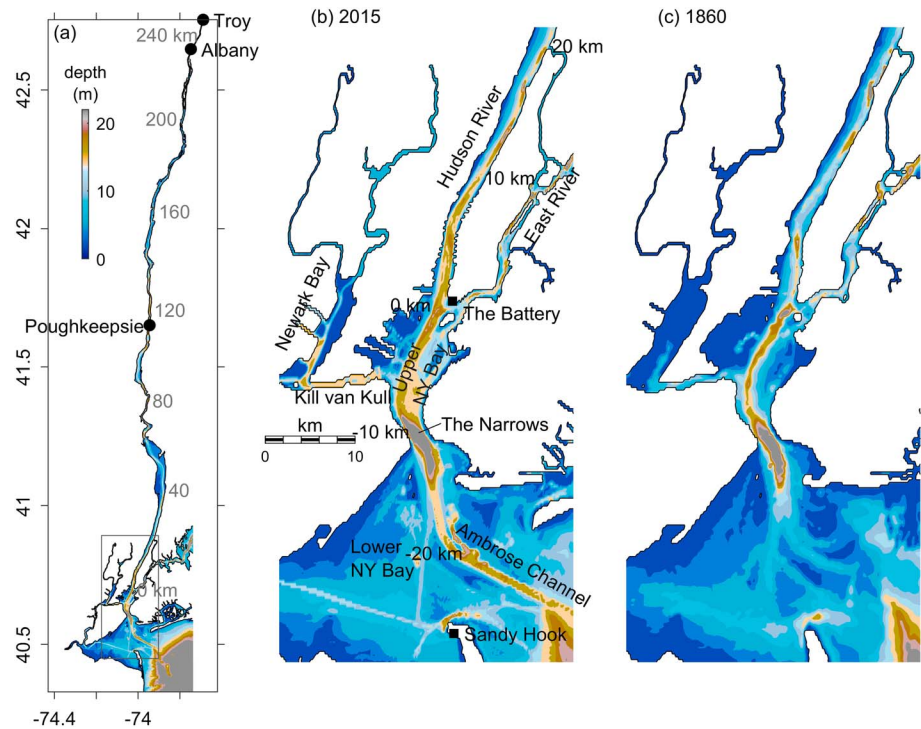 (a)
Troy
240 km
Albany
depth
(m)
20
10
0
200
160
120
Poughkeepsie
80
40
0 km
42.5
42
41.5
41
40.5
-74.4
-74
(b) 2015
20 km
Hudson River
10 km
East River
Newark Bay
0 km
The Battery
Upper
NY Bay
Kill van Kull
km
0
10
-10 km
The Narrows
Lower
NY Bay
-20 km
Ambrose Channel
Sandy Hook
(c) 1860